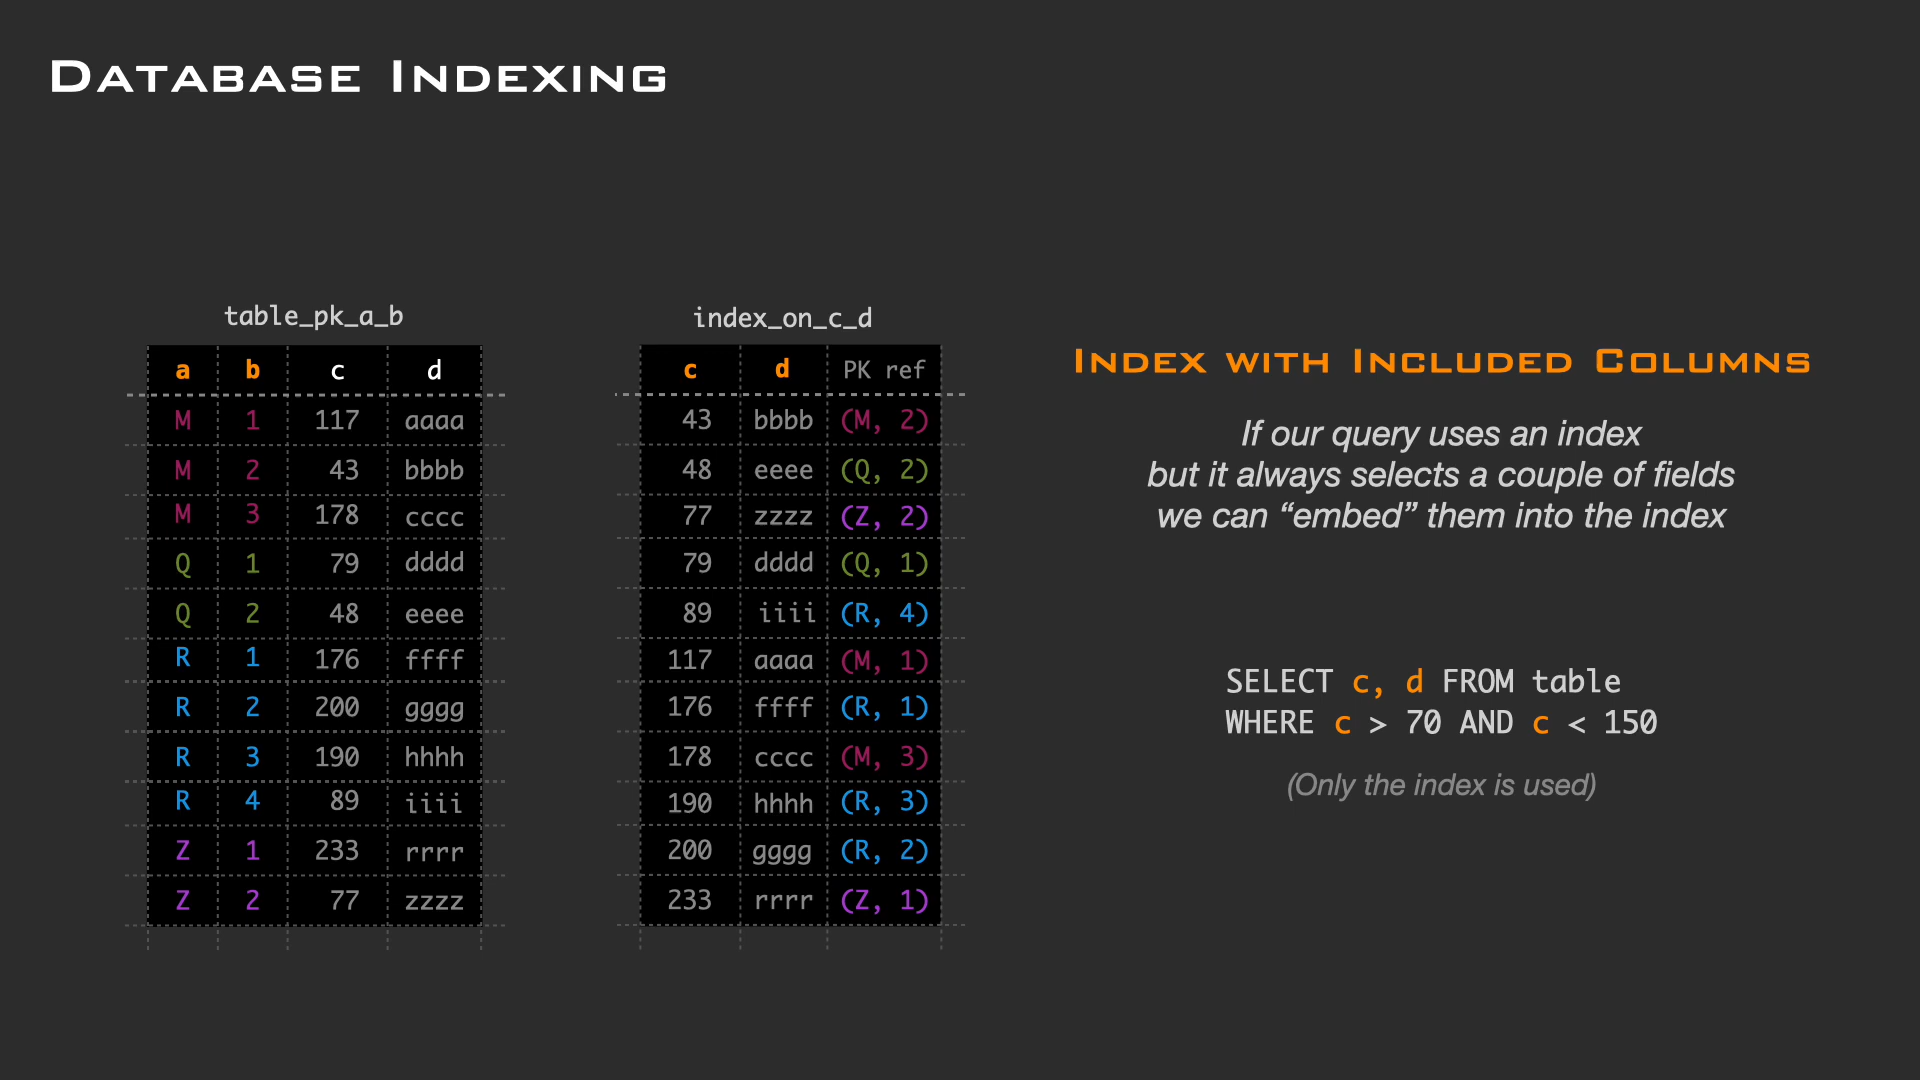 DATABASE INDEXING
table_pk_a_b
a b c d
M 1 117 aaaa
M 2 43 bbbb
M 3 178 cccc
Q 1 79 dddd
Q 2 48 eeee
R 1 176 ffff
R 2 200 gggg
R 3 190 hhhh
R 4 89 iiii
Z 1 233 rrrr
Z 2 77 zzzz
index_on_c_d
c d PK ref
43 bbbb (M, 2)
48 eeee (Q, 2)
77 zzzz (Z, 2)
79 dddd (Q, 1)
89 iiii (R, 4)
117 aaaa (M, 1)
176 ffff (R, 1)
178 cccc (M, 3)
190 hhhh (R, 3)
200 gggg (R, 2)
233 rrrr (Z, 1)
INDEX WITH INCLUDED COLUMNS
If our query uses an index
but it always selects a couple of fields
we can “embed” them into the index
SELECT c, d FROM table
WHERE c > 70 AND c < 150
(Only the index is used)